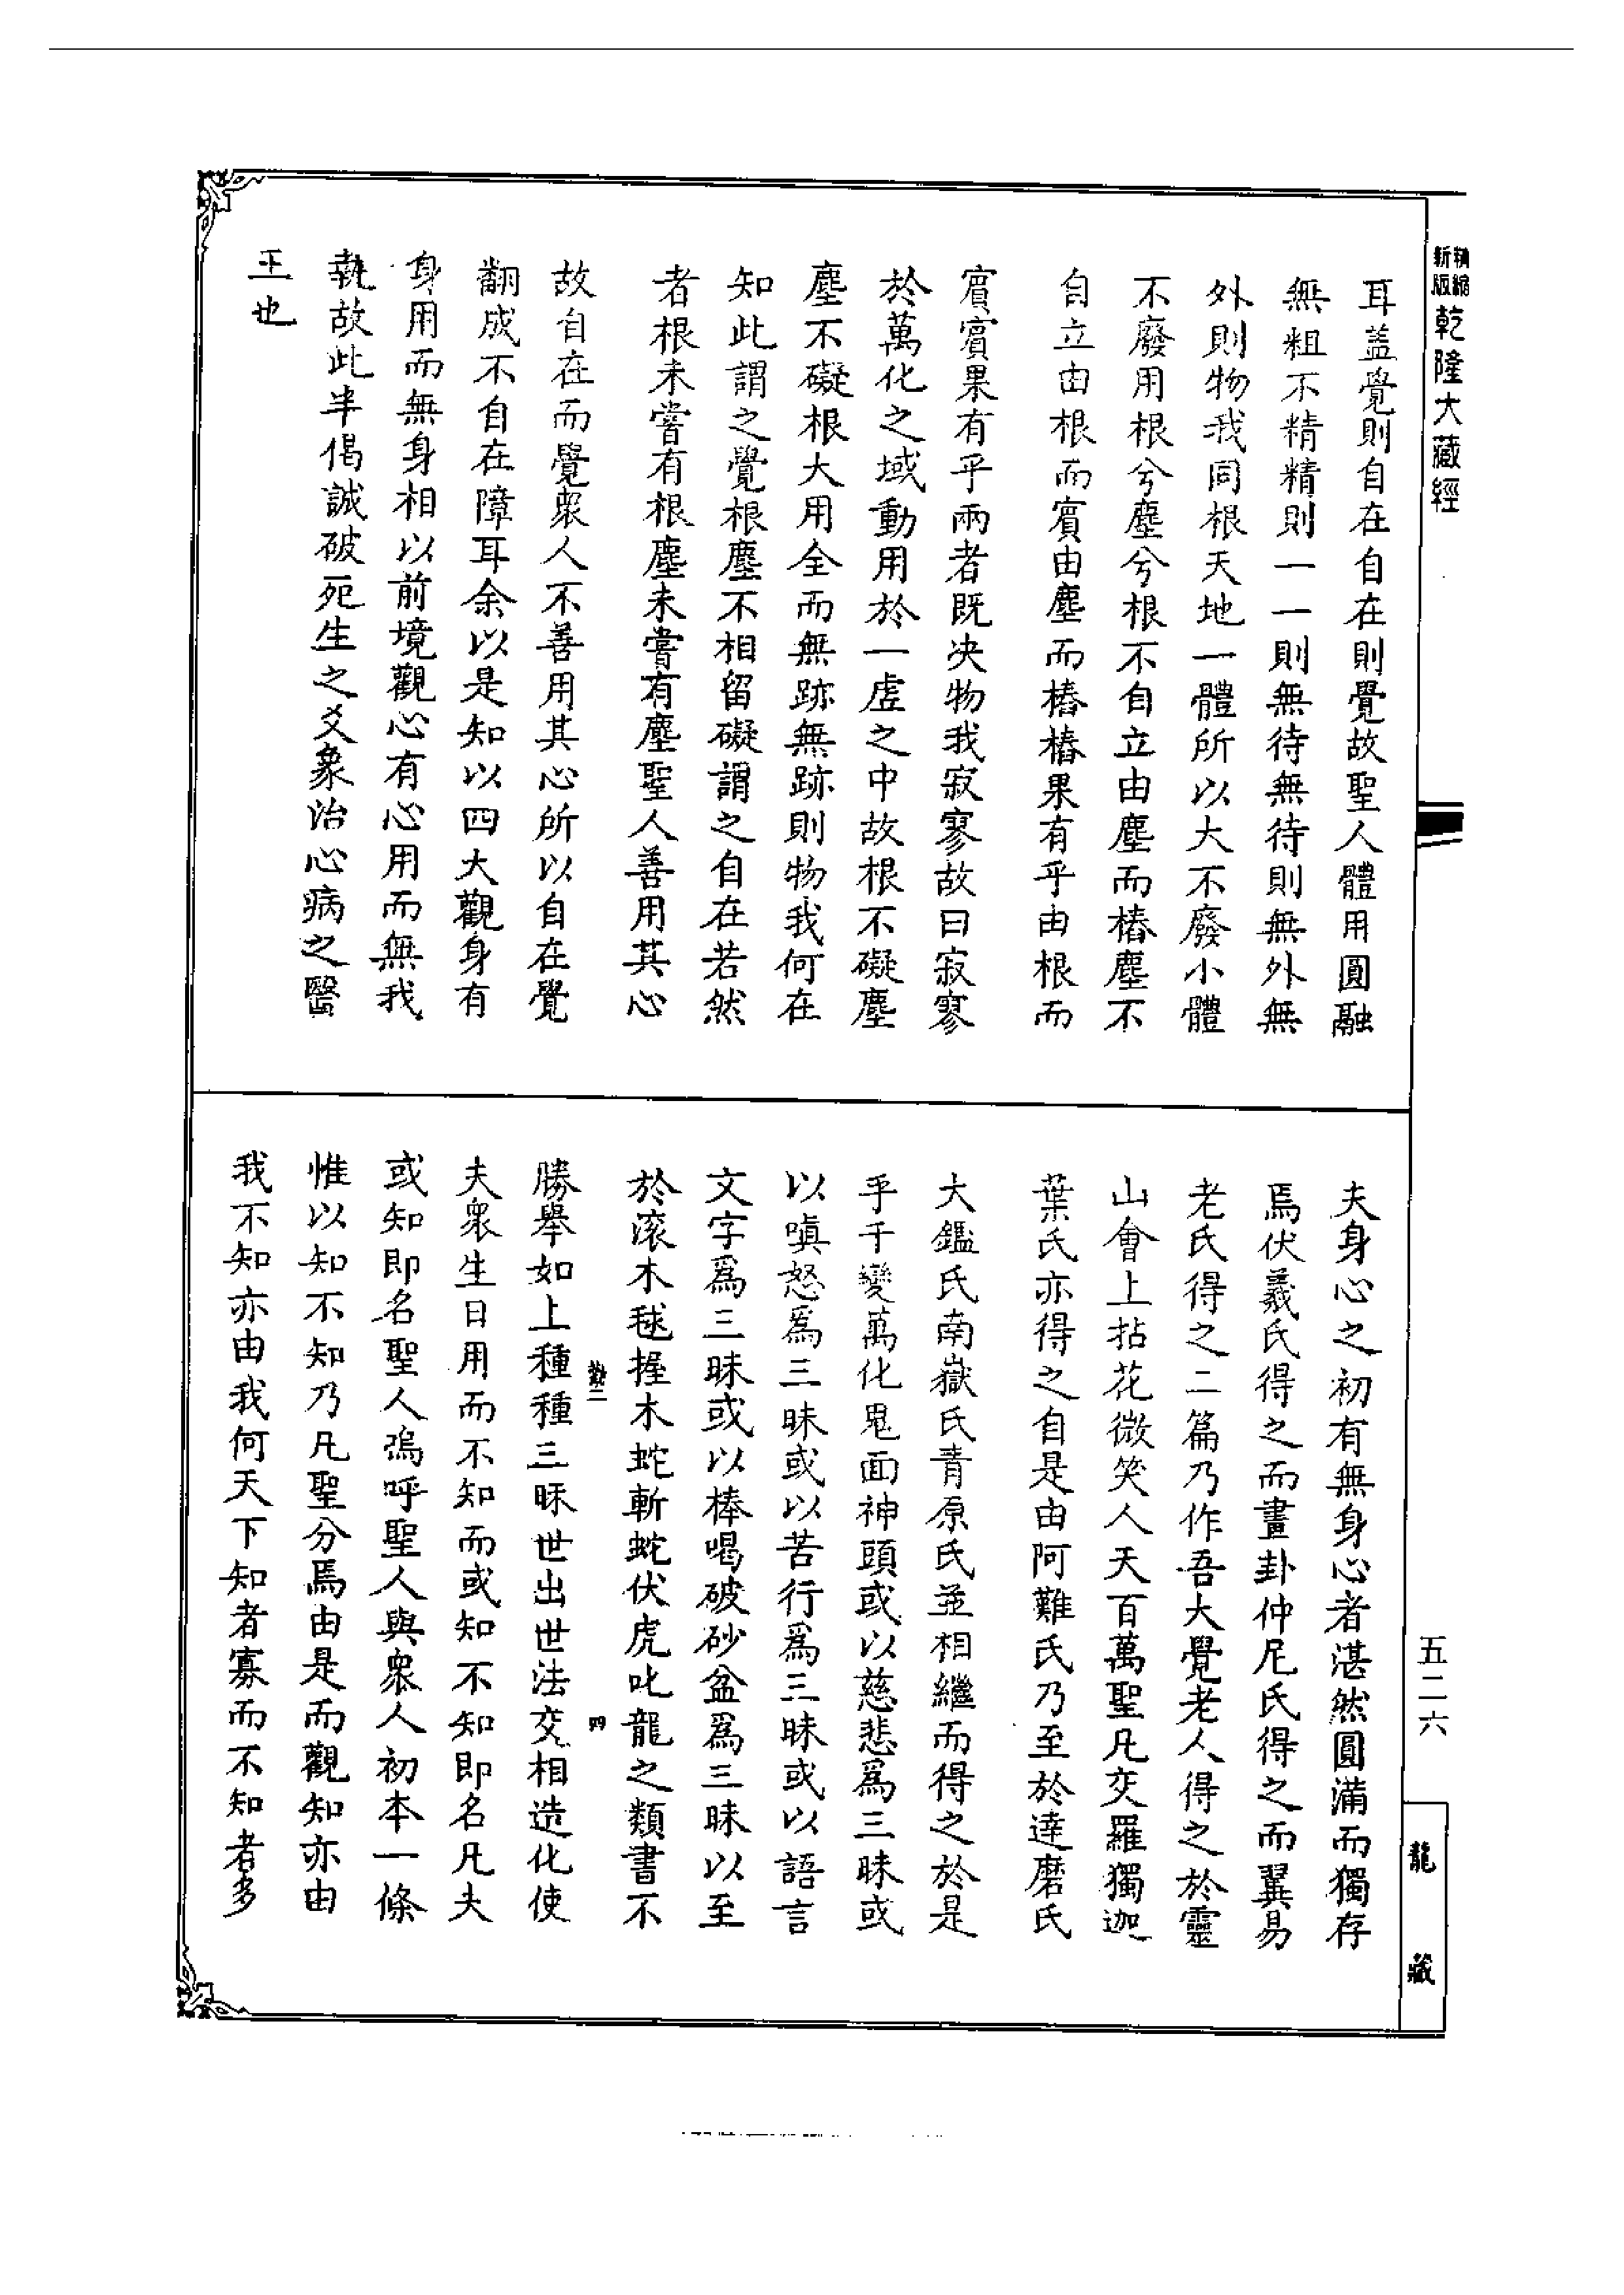 新版
精縮
乾隆大藏經
耳蓋覺則自在自在則覺故聖人體用圓融
無粗不精精則一一則無待無待則無外無
外則物我同根天地一體所以大不廢小體
不廢用根兮塵兮根不自立由塵而樁塵不
自立由根而賓由塵而樁樁果有乎由根而
賓賓果有乎兩者既決物我寂寥故曰寂寥
於萬化之域動用於一虛之中故根不礙塵
塵不礙根大用全而無跡無跡則物我何在
知此謂之覺根塵不相留礙謂之自在若然
者根未嘗有根塵未嘗有塵聖人善用其心
故自在而覺衆人不善用其心所以自在覺
翻成不自在障耳余以是知以四大觀身有
身用而無身相以前境觀心有心用而無我
執故此半偈誠破死生之爻象治心病之醫
王也
夫身心之初有無身心者湛然圓滿而獨存
焉伏羲氏得之而畫卦仲尼氏得之而翼易
老氏得之二篇乃作吾大覺老人得之於靈
山會上拈花微笑人天百萬聖凡交羅獨迦
葉氏亦得之自是由阿難氏乃至於達磨氏
大鑑氏南嶽氏青原氏並相繼而得之於是
乎千變萬化鬼面神頭或以慈悲爲三昧或
以嗔怒爲三昧或以苦行爲三昧或以語言
文字爲三昧或以棒喝破砂盆爲三昧以至
於滚木毬握木蛇斬蛇伏虎叱龍之類書不
勝舉如上種種三昧世出世法交相造化使
四
夫衆生日用而不知而或知不知即名凡夫
或知即名聖人嗚呼聖人與衆人初本一條
惟以知不知乃凡聖分焉由是而觀知亦由
我不知亦由我何天下知者寡而不知者多
五二六
龍藏